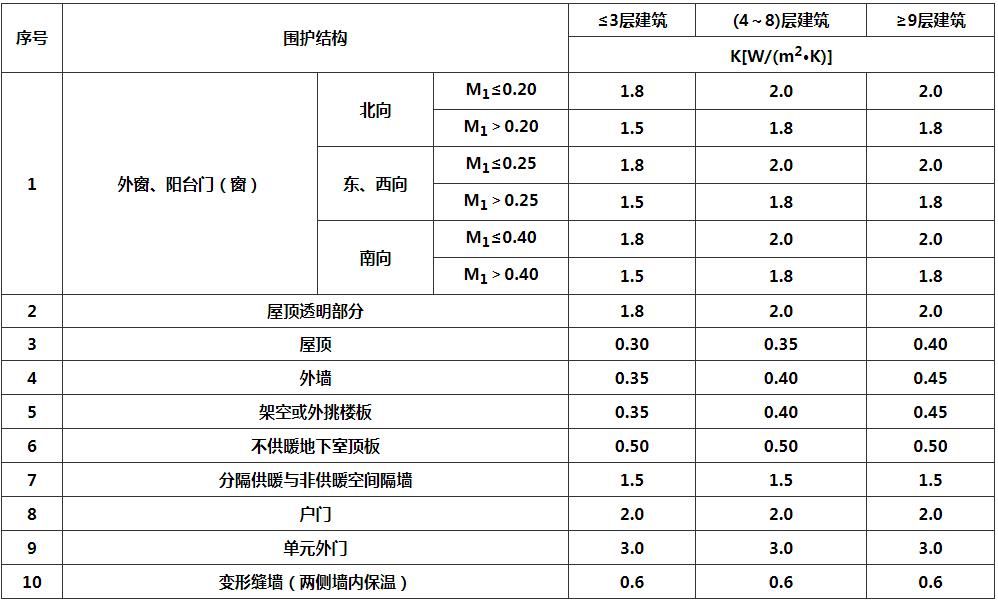 序号 围护结构 ≤3层建筑 (4～8)层建筑 ≥9层建筑
K[W/(m²•K)]
1 外窗、阳台门（窗） 北向 M₁≤0.20 1.8 2.0 2.0
M₁＞0.20 1.5 1.8 1.8
东、西向 M₁≤0.25 1.8 2.0 2.0
M₁＞0.25 1.5 1.8 1.8
南向 M₁≤0.40 1.8 2.0 2.0
M₁＞0.40 1.5 1.8 1.8
2 屋顶透明部分 1.8 2.0 2.0
3 屋顶 0.30 0.35 0.40
4 外墙 0.35 0.40 0.45
5 架空或外挑楼板 0.35 0.40 0.45
6 不供暖地下室顶板 0.50 0.50 0.50
7 分隔供暖与非供暖空间隔墙 1.5 1.5 1.5
8 户门 2.0 2.0 2.0
9 单元外门 3.0 3.0 3.0
10 变形缝墙（两侧墙内保温） 0.6 0.6 0.6